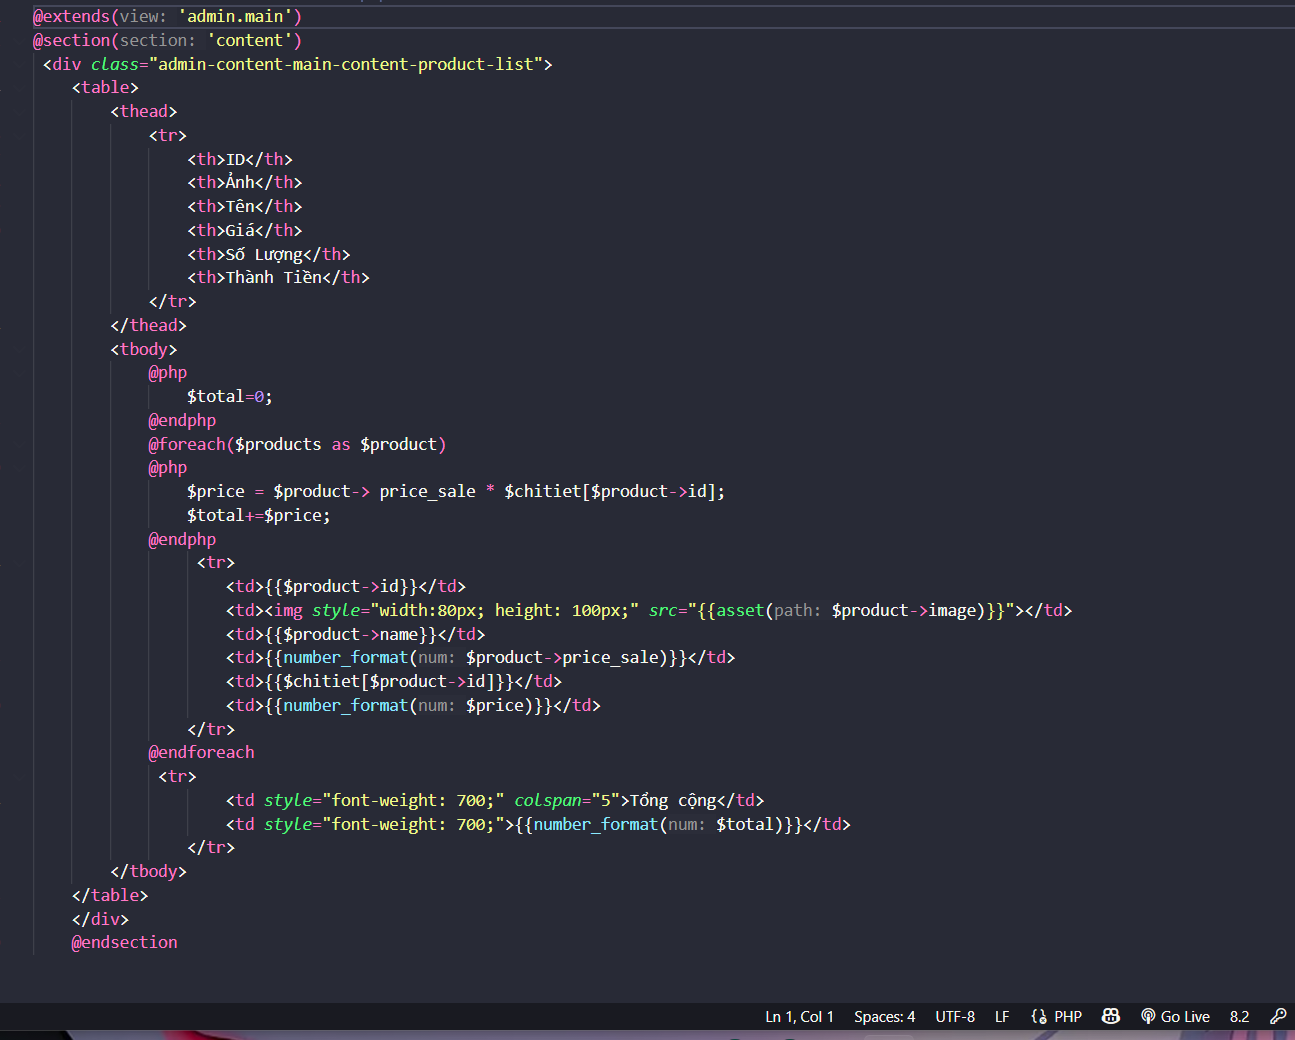 @extends(view: 'admin.main')
@section(section: 'content')
<div class="admin-content-main-content-product-list">
<table>
<thead>
<tr>
<th>ID</th>
<th>Ảnh</th>
<th>Tên</th>
<th>Giá</th>
<th>Số Lượng</th>
<th>Thành Tiền</th>
</tr>
</thead>
<tbody>
@php
$total=0;
@endphp
@foreach($products as $product)
@php
$price = $product-> price_sale * $chitiet[$product->id];
$total+=$price;
@endphp
<tr>
<td>{{$product->id}}</td>
<td><img style="width:80px; height: 100px;" src="{{asset(path: $product->image)}}"></td>
<td>{{$product->name}}</td>
<td>{{number_format(num: $product->price_sale)}}</td>
<td>{{$chitiet[$product->id]}}</td>
<td>{{number_format(num: $price)}}</td>
</tr>
@endforeach
<tr>
<td style="font-weight: 700;" colspan="5">Tổng cộng</td>
<td style="font-weight: 700;">{{number_format(num: $total)}}</td>
</tr>
</tbody>
</table>
</div>
@endsection
Ln 1, Col 1 Spaces: 4 UTF-8 LF PHP Go Live 8.2